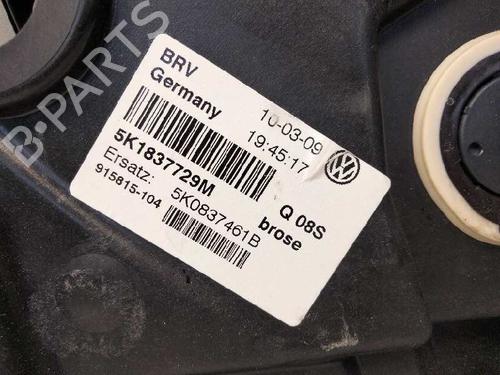 BRV
Germany
10-03-09
19:45:17
5K1837729M
Q 08S
Ersatz: 5K0837461B
915815-104
brose
B-PARTS